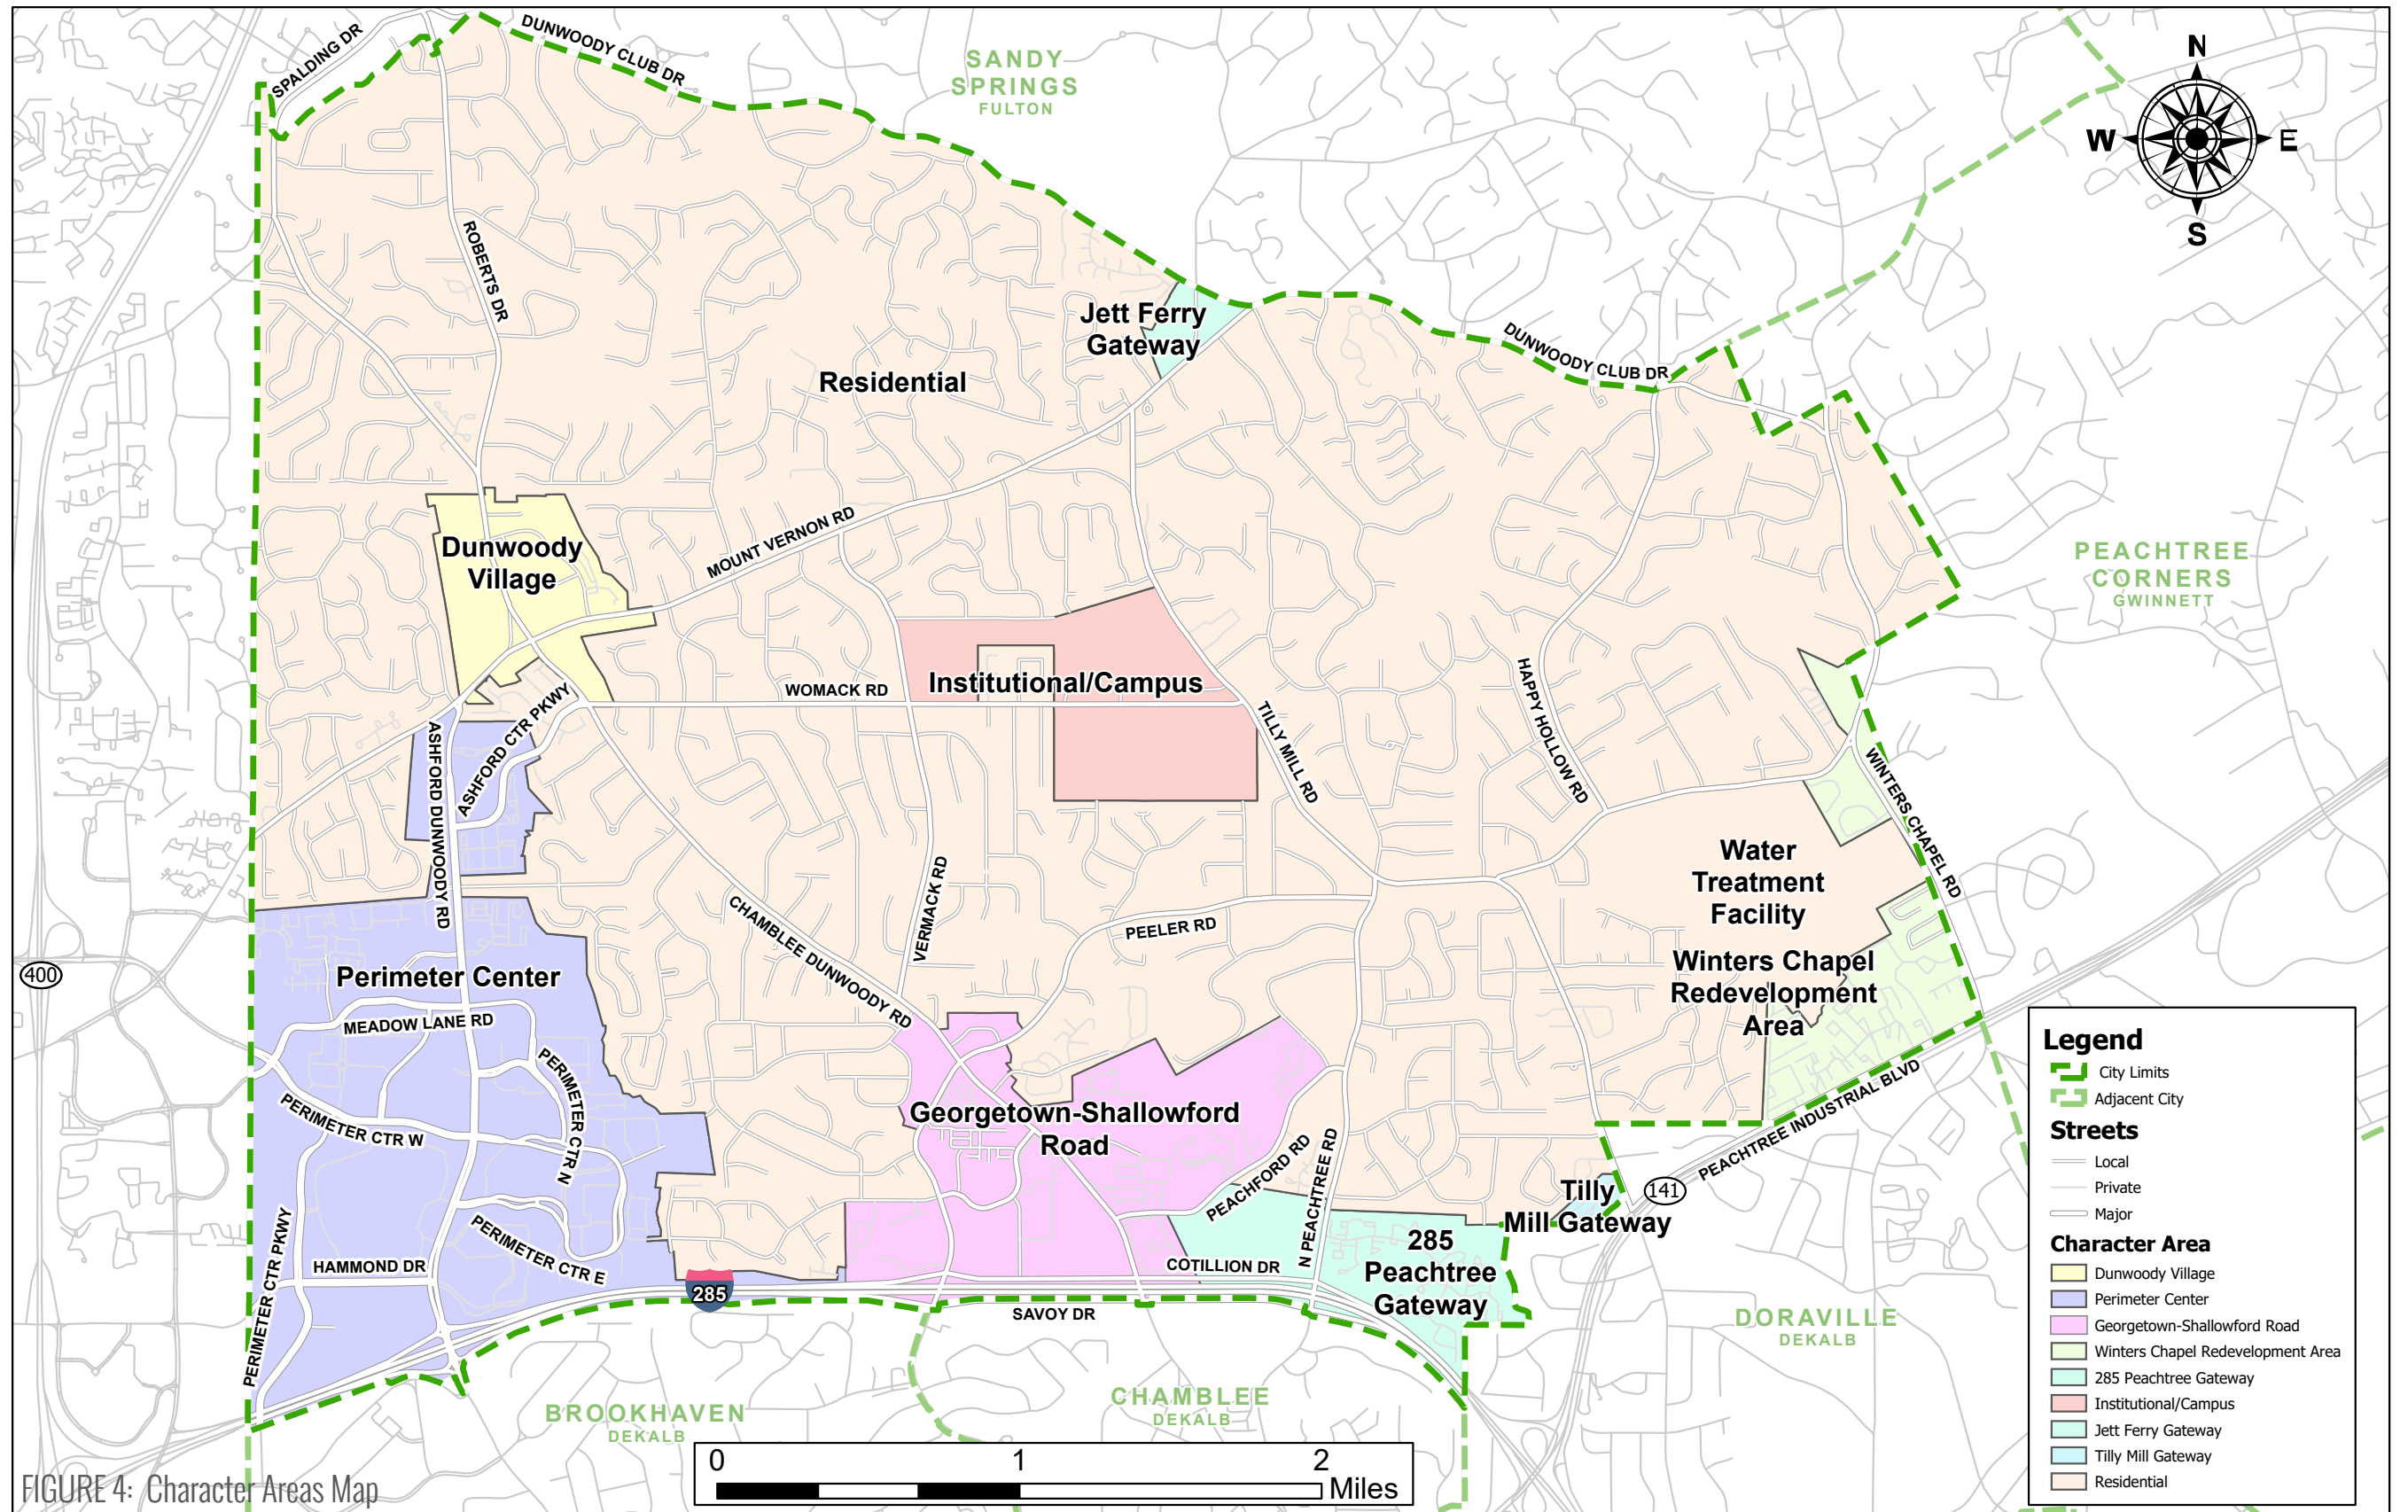 SPALDING DR
DUNWOODY CLUB DR
SANDY
SPRINGS
FULTON
N
W
E
S
ROBERTS DR
Jett Ferry
Gateway
DUNWOODY CLUB DR
Residential
Dunwoody
Village
MOUNT VERNON RD
PEACHTREE
CORNERS
GWINNETT
WOMACK RD
Institutional/Campus
ASHFORD CTR PKWY
ASHFORD DUNWOODY RD
TILLY MILL RD
HAPPY HOLLOW RD
WINTERS CHAPEL RD
Water
Treatment
Facility
VERMACK RD
CHAMBLEE DUNWOODY RD
PEELER RD
400
Perimeter Center
Winters Chapel
Redevelopment
Area
MEADOW LANE RD
PERIMETER CTR N
PERIMETER CTR W
Georgetown-Shallowford
Road
PEACHFORD RD
N PEACHTREE RD
PEACHTREE INDUSTRIAL BLVD
Tilly
Mill Gateway
141
PERIMETER CTR PKWY
HAMMOND DR
PERIMETER CTR E
285
COTILLION DR
SAVOY DR
285
Peachtree
Gateway
DORAVILLE
DEKALB
BROOKHAVEN
DEKALB
CHAMBLEE
DEKALB
Legend
City Limits
Adjacent City
Streets
Local
Private
Major
Character Area
Dunwoody Village
Perimeter Center
Georgetown-Shallowford Road
Winters Chapel Redevelopment Area
285 Peachtree Gateway
Institutional/Campus
Jett Ferry Gateway
Tilly Mill Gateway
Residential
0 1 2
Miles
FIGURE 4: Character Areas Map